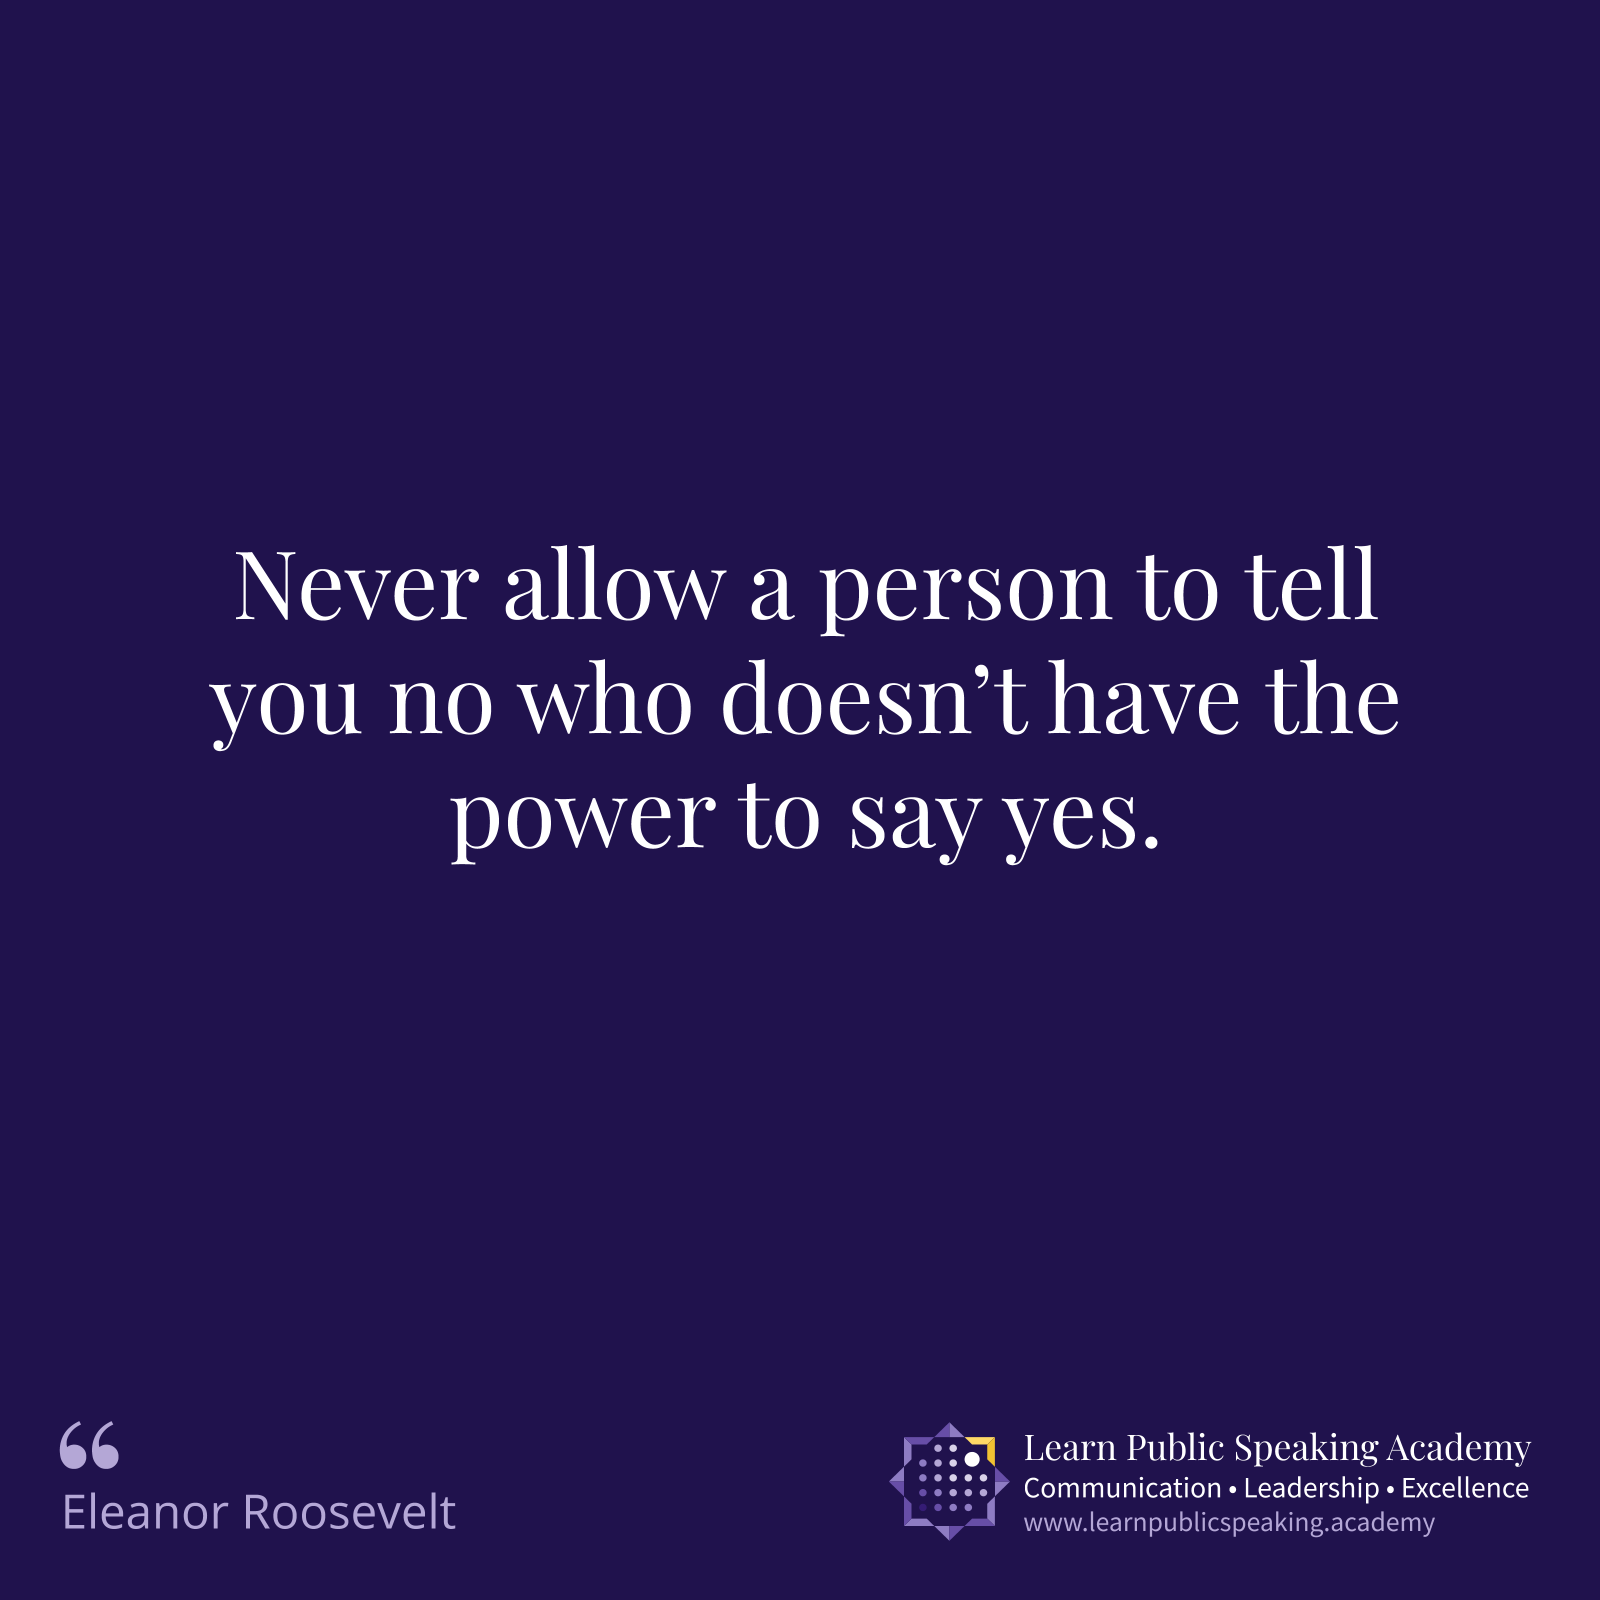 Never allow a person to tell
you no who doesn’t have the
power to say yes.
“
Eleanor Roosevelt
Learn Public Speaking Academy
Communication • Leadership • Excellence
www.learnpublicspeaking.academy